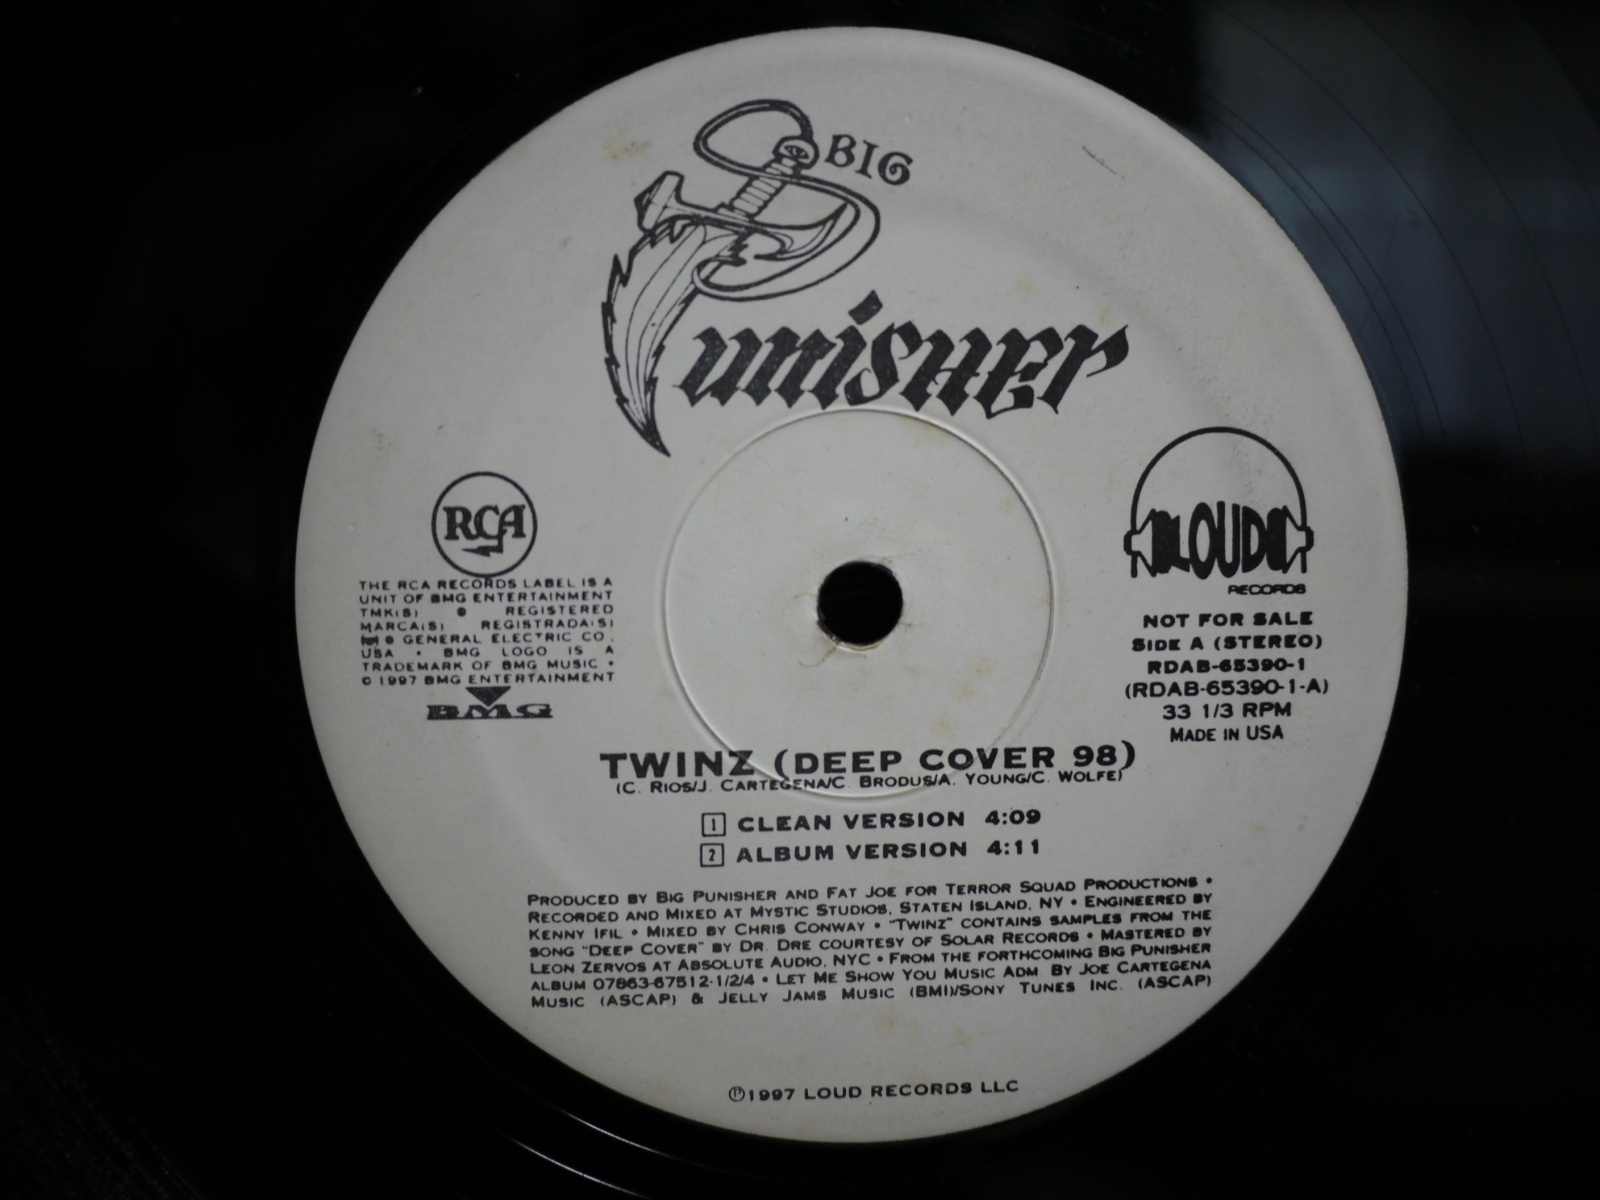 BIG
Punisher
RCA
THE RCA RECORDS LABEL IS A
UNIT OF BMG ENTERTAINMENT
TMK(S) ® REGISTERED
MARCA(S) REGISTRADA(S)
® GENERAL ELECTRIC CO.,
USA • BMG LOGO IS A
TRADEMARK OF BMG MUSIC •
© 1997 BMG ENTERTAINMENT
BMG
LOUD
RECORDS
NOT FOR SALE
SIDE A (STEREO)
RDAB-65390-1
(RDAB-65390-1-A)
33 1/3 RPM
MADE IN USA
TWINZ (DEEP COVER 98)
(C. RIOS/J. CARTEGENA/C. BRODUS/A. YOUNG/C. WOLFE)
1 CLEAN VERSION 4:09
2 ALBUM VERSION 4:11
PRODUCED BY BIG PUNISHER AND FAT JOE FOR TERROR SQUAD PRODUCTIONS •
RECORDED AND MIXED AT MYSTIC STUDIOS, STATEN ISLAND, NY • ENGINEERED BY
KENNY IFIL • MIXED BY CHRIS CONWAY • "TWINZ" CONTAINS SAMPLES FROM THE
SONG "DEEP COVER" BY DR. DRE COURTESY OF SOLAR RECORDS • MASTERED BY
LEON ZERVOS AT ABSOLUTE AUDIO, NYC • FROM THE FORTHCOMING BIG PUNISHER
ALBUM 07863-67512-1/2/4 • LET ME SHOW YOU MUSIC ADM. BY JOE CARTEGENA
MUSIC (ASCAP) & JELLY JAMS MUSIC (BMI)/SONY TUNES INC. (ASCAP)
℗1997 LOUD RECORDS LLC